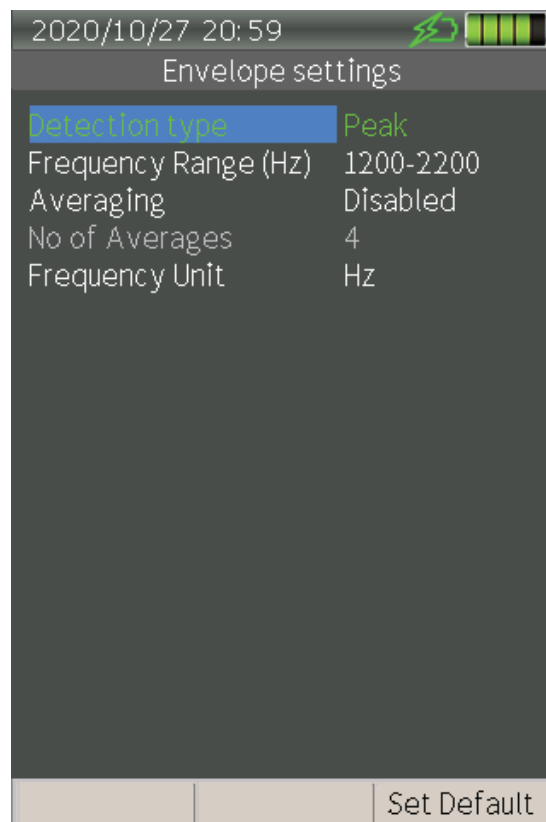 2020/10/27 20:59
Envelope settings
Detection type Peak
Frequency Range (Hz) 1200-2200
Averaging Disabled
No of Averages 4
Frequency Unit Hz
Set Default